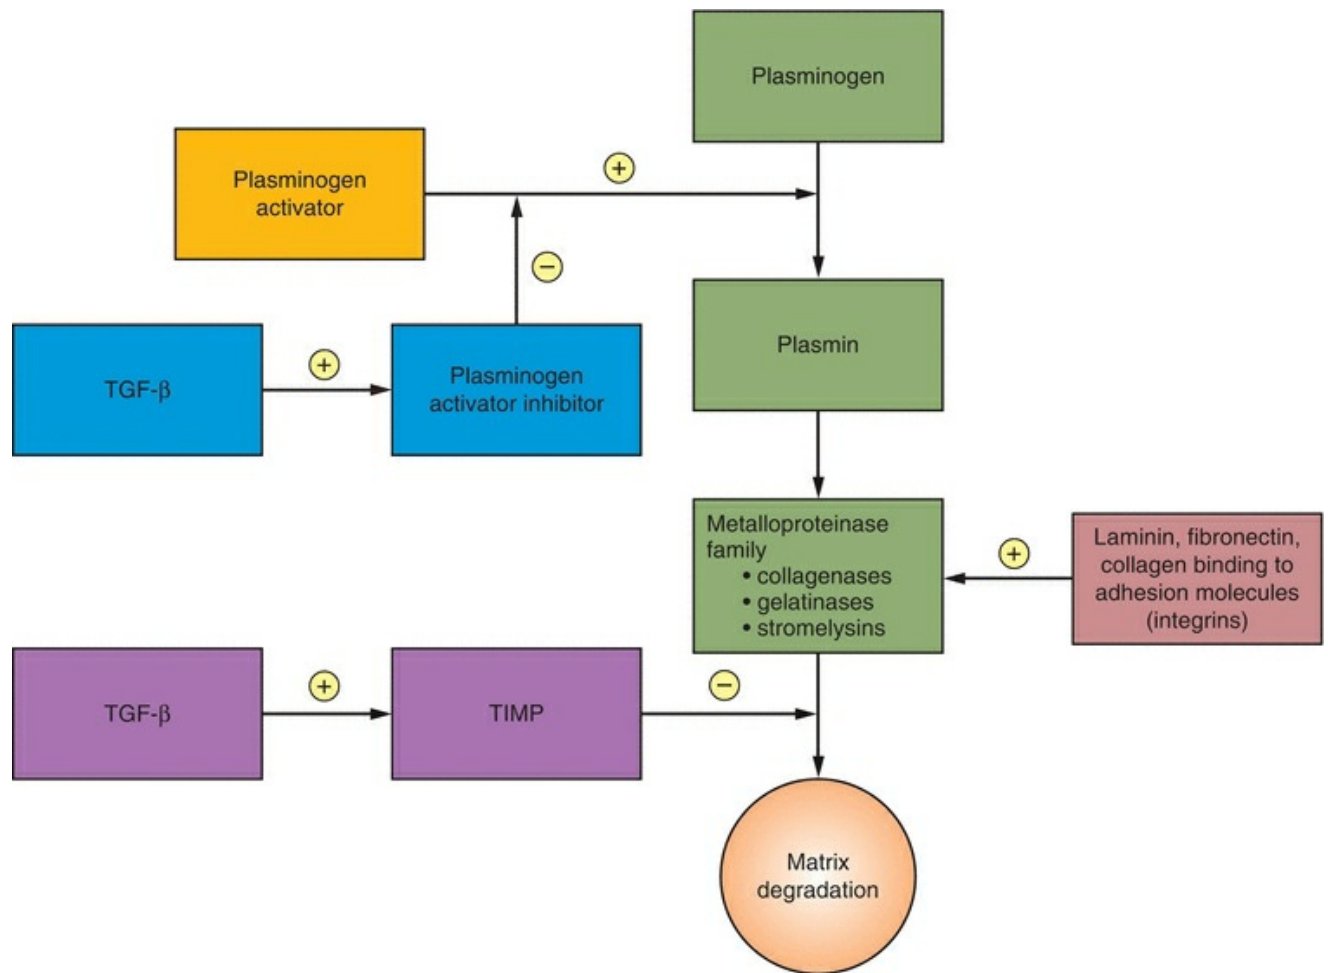 Plasminogen
Plasminogen
activator
+
−
Plasmin
TGF-β
+
Plasminogen
activator inhibitor
Metalloproteinase
family
• collagenases
• gelatinases
• stromelysins
+
Laminin, fibronectin,
collagen binding to
adhesion molecules
(integrins)
TGF-β
+
TIMP
−
Matrix
degradation